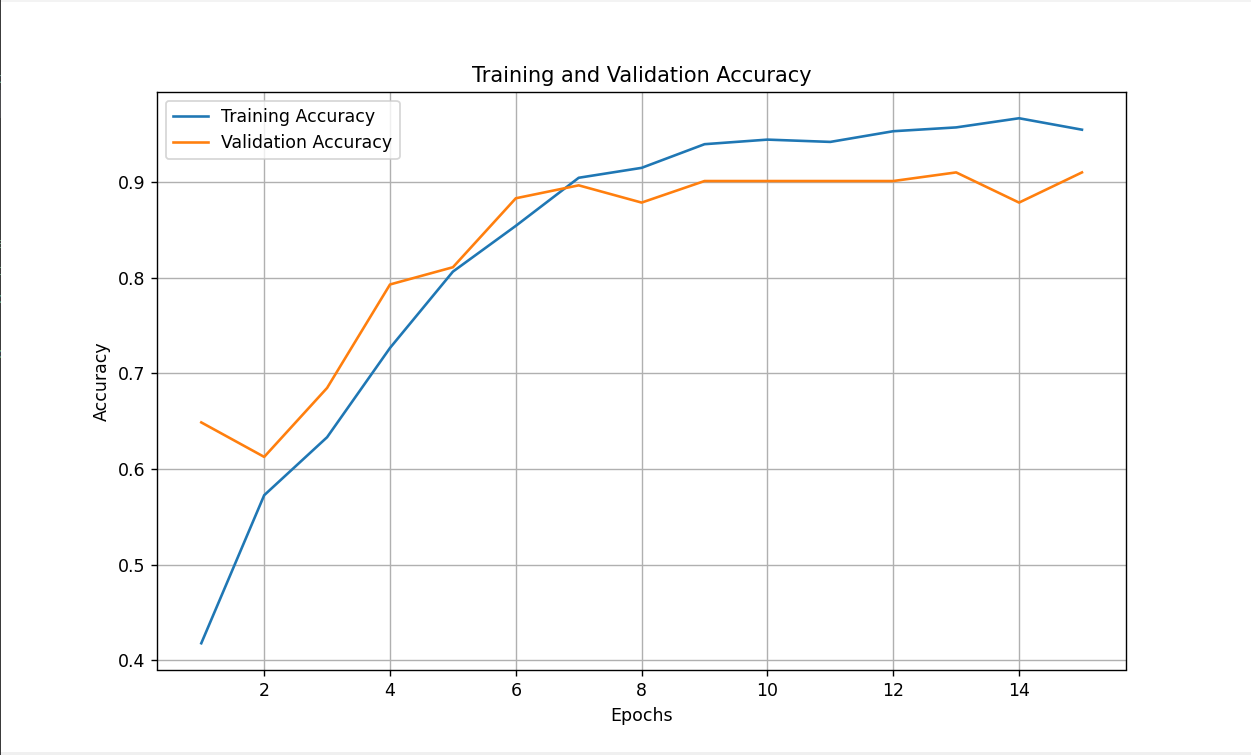 Training and Validation Accuracy
Training Accuracy
Validation Accuracy
0.9
0.8
0.7
0.6
0.5
0.4
Accuracy
2 4 6 8 10 12 14
Epochs